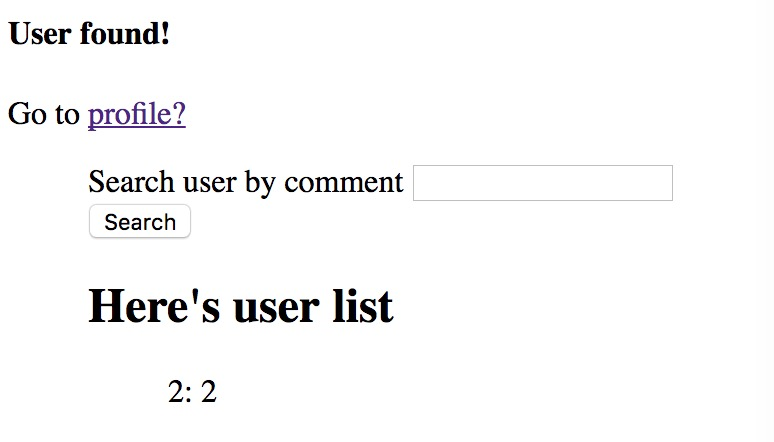 User found!
Go to profile?
Search user by comment
Search
Here's user list
2: 2